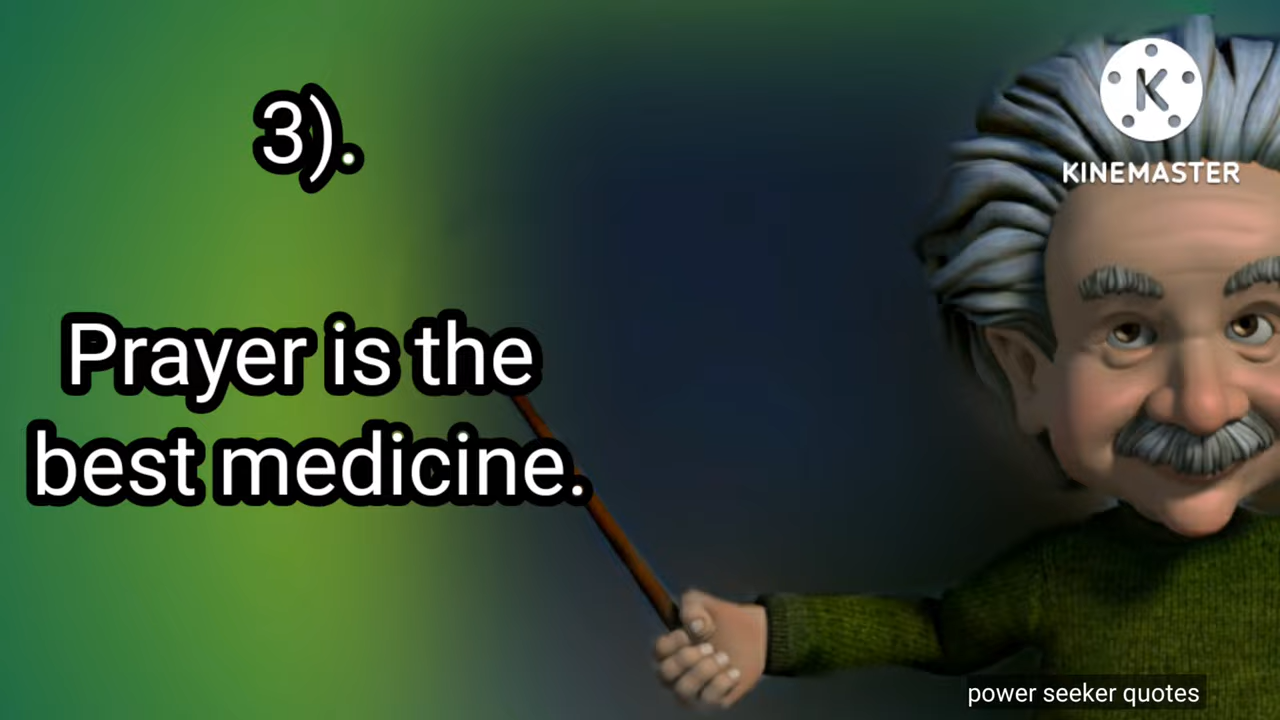 3).
Prayer is the
best medicine.
K
KINEMASTER
power seeker quotes